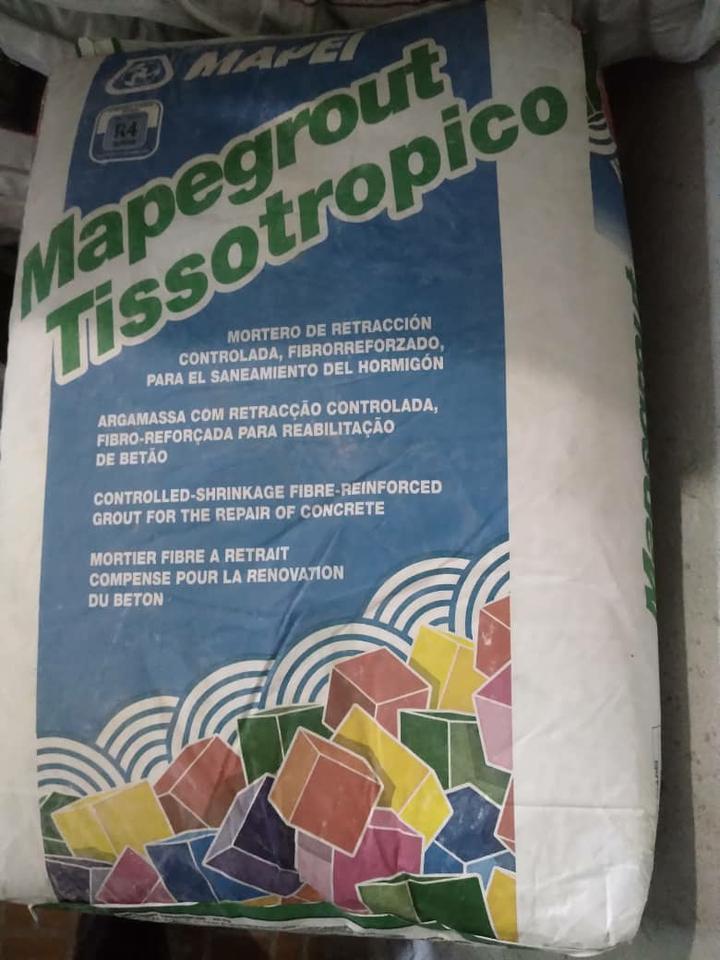 MAPEI
R4
Mapegrout
Tissotropico
MORTERO DE RETRACCIÓN
CONTROLADA, FIBRORREFORZADO,
PARA EL SANEAMIENTO DEL HORMIGÓN
ARGAMASSA COM RETRACÇÃO CONTROLADA,
FIBRO-REFORÇADA PARA REABILITAÇÃO
DE BETÃO
CONTROLLED-SHRINKAGE FIBRE-REINFORCED
GROUT FOR THE REPAIR OF CONCRETE
MORTIER FIBRE A RETRAIT
COMPENSE POUR LA RENOVATION
DU BETON
Mapegrout